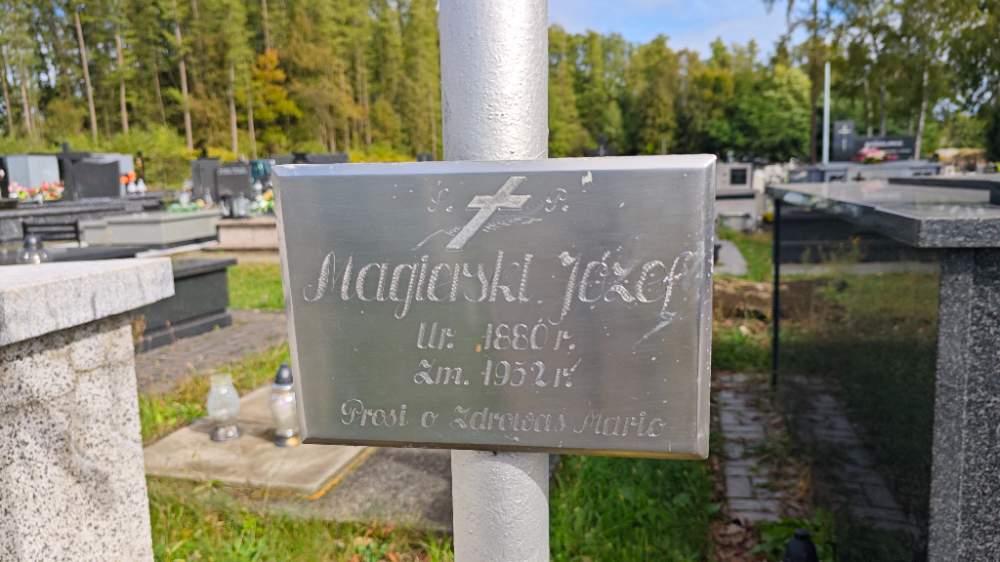 Ś. P.
Magierski Józef
Ur. 1880 r.
Zm. 1952 r.
Prosi o Zdrowaś Mario